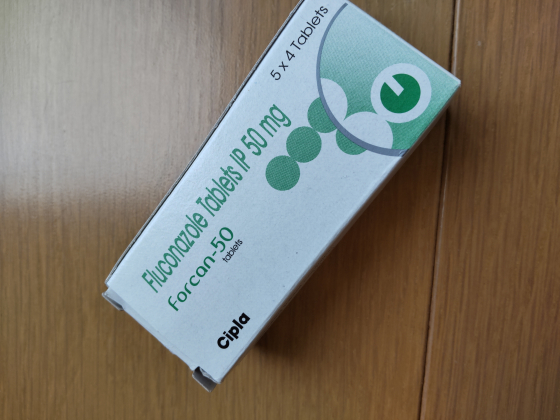 5 x 4 Tablets
Fluconazole Tablets IP 50 mg
Forcan-50
tablets
Cipla